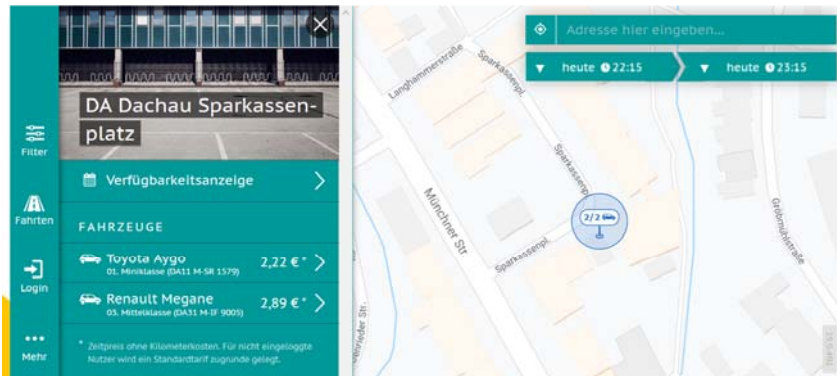 DA Dachau Sparkassen-
platz
Verfügbarkeitsanzeige
FAHRZEUGE
Toyota Aygo
2,22 € *
01. Miniklasse (DA11 M-SR 1579)
Renault Megane
2,89 € *
03. Mittelklasse (DA31 M-IF 9005)
* Zeitpreis ohne Kilometerkosten. Für nicht eingeloggte
Nutzer wird ein Standardtarif zugrunde gelegt.
Filter
Fahrten
Login
Mehr
Adresse hier eingeben...
heute 22:15
heute 23:15
Langhammerstraße
Sparkassenpl.
Sparkassenpl.
Sparkassenpl.
Münchner Str
Gröbmühlstraße
2/2